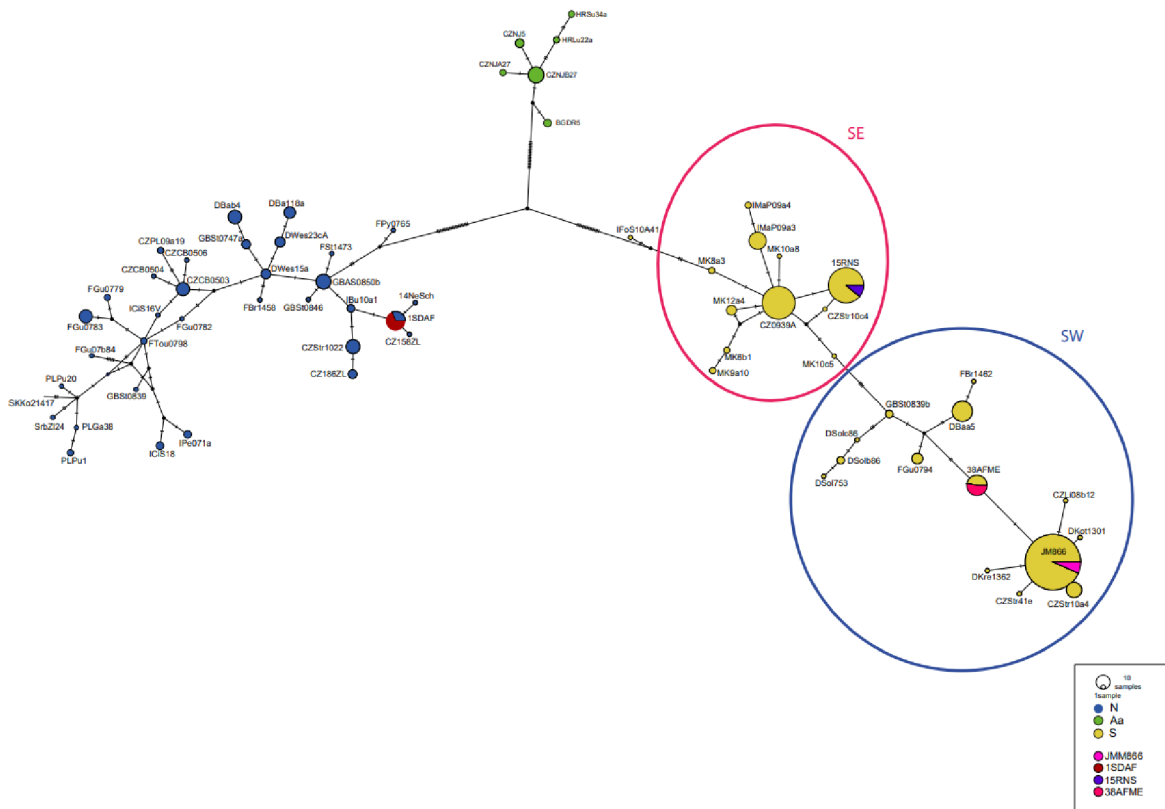 HRSu34a
CZNJ5
HRLu22a
CZNJA27
CZNJB27
BGDR5
SE
IMaP09a4
IFoS10A41
IMaP09a3
MK10a8
MK8a3
15RNS
MK12a4
CZ0939A
CZStr10c4
MK8b1
MK9a10
MK10c5
SW
DBab4
DBa118a
FPy0765
GBSt0747a
DWes23cA
FSt1473
CZPL09a19
CZCB0506
CZCB0504
CZCB0503
DWes15a
GBAS0850b
FGu0779
ICiS16V
FBr1458
GBSt0846
IBu10a1
14NeSch
1SDAF
FGu0783
FGu0782
CZ158ZL
FTou0798
CZStr1022
FGu07b84
CZ186ZL
PLPu20
GBSt0839
SKKo21417
SrbZl24
PLGa38
IPe071a
PLPu1
ICiS18
FBr1462
GBSt0839b
DBaa5
DSolc86
DSolb86
FGu0794
DSol753
38AFME
CZLi08b12
DKot1301
JM866
DKre1362
CZStr41e
CZStr10a4
10
samples
1sample
N
Aa
S
JMM866
1SDAF
15RNS
38AFME